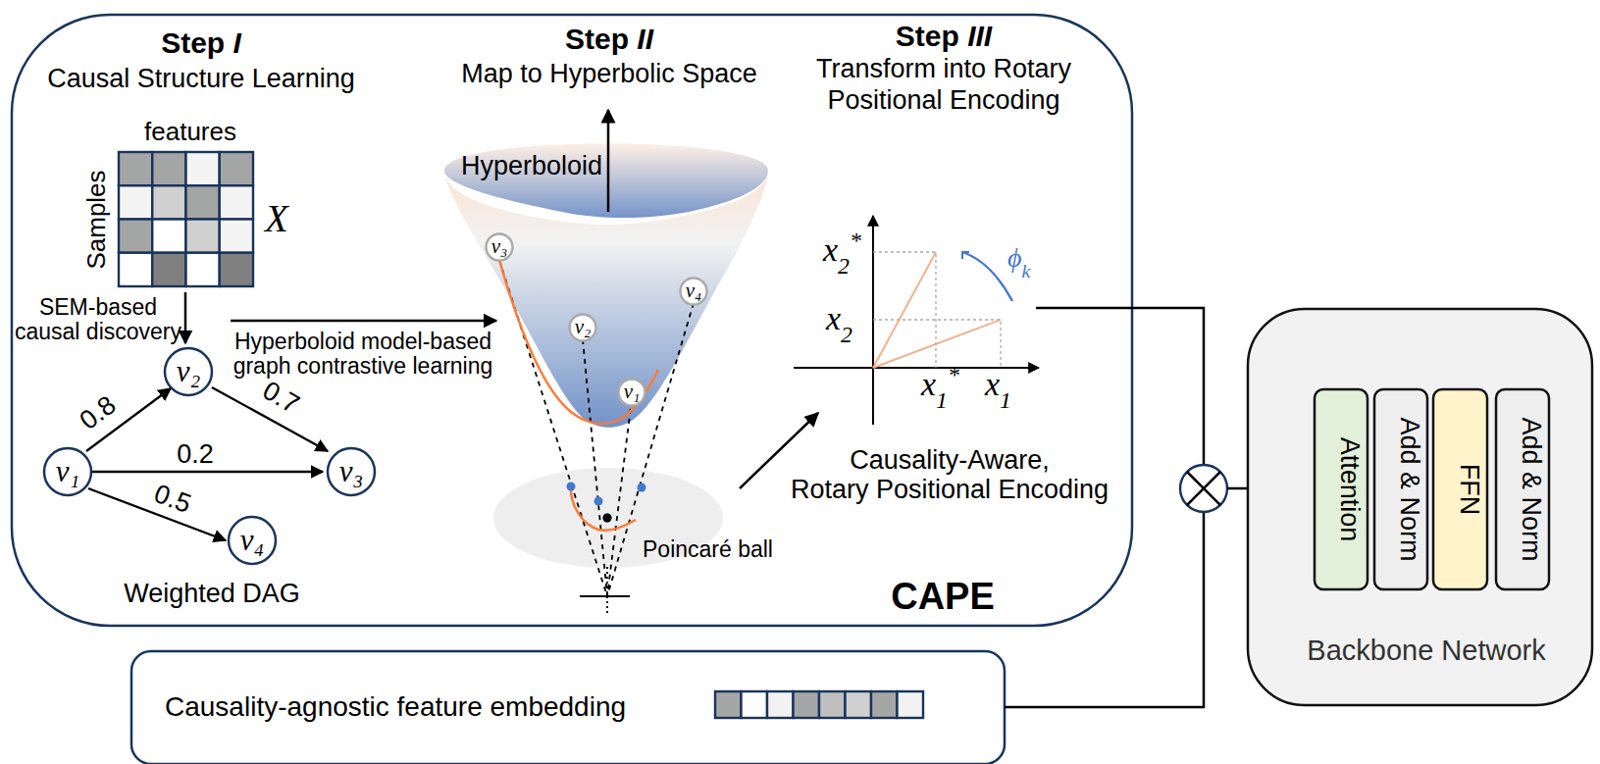 Step I
Causal Structure Learning
features
Samples
X
SEM-based
causal discovery
v2
0.8
0.7
v1
0.2
v3
0.5
v4
Weighted DAG
Hyperboloid model-based
graph contrastive learning
Step II
Map to Hyperbolic Space
Hyperboloid
v3
v4
v2
v1
Poincaré ball
Step III
Transform into Rotary
Positional Encoding
x2*
ϕk
x2
x1* x1
Causality-Aware,
Rotary Positional Encoding
CAPE
Causality-agnostic feature embedding
Attention
Add & Norm
FFN
Add & Norm
Backbone Network